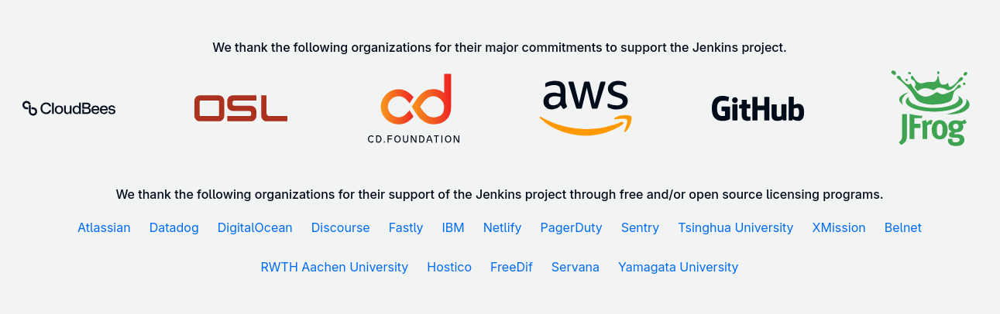 We thank the following organizations for their major commitments to support the Jenkins project.
CloudBees OSL cd aws GitHub JFrog
CD.FOUNDATION
We thank the following organizations for their support of the Jenkins project through free and/or open source licensing programs.
Atlassian Datadog DigitalOcean Discourse Fastly IBM Netlify PagerDuty Sentry Tsinghua University XMission Belnet
RWTH Aachen University Hostico FreeDif Servana Yamagata University